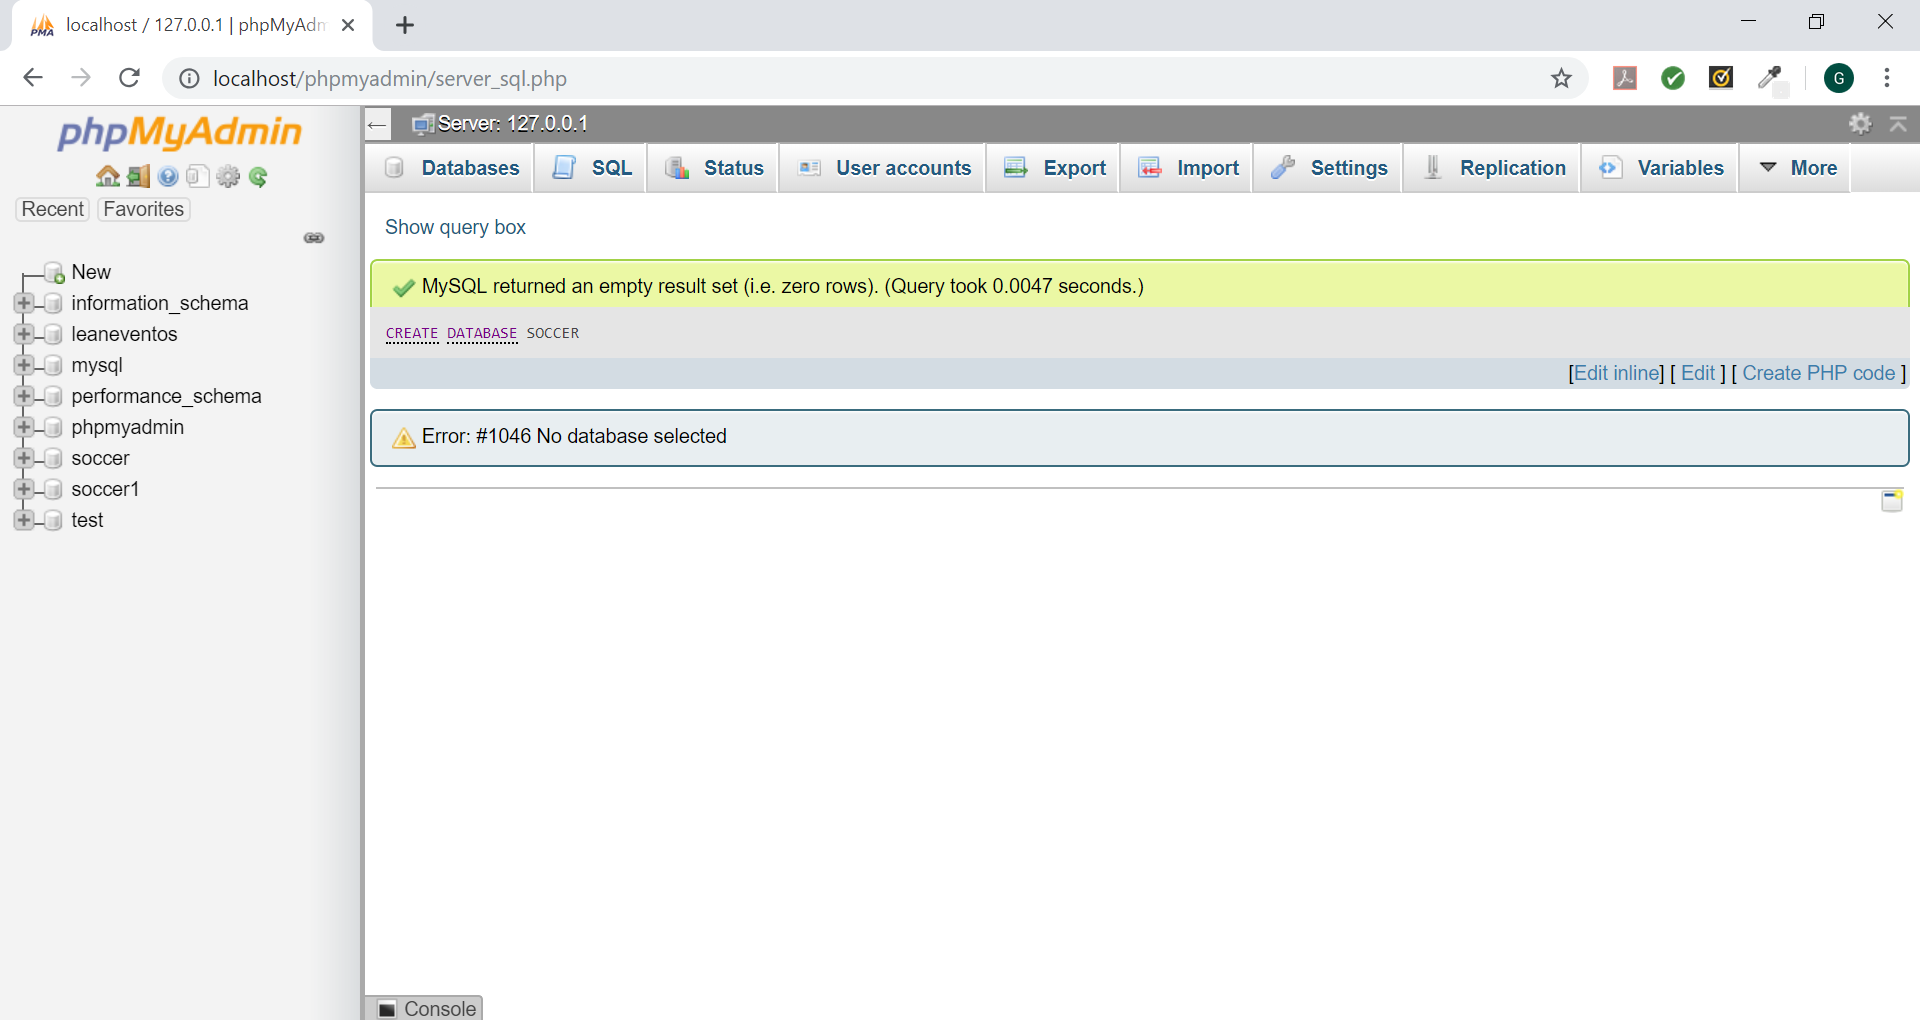 localhost / 127.0.0.1 | phpMyAdm
localhost/phpmyadmin/server_sql.php
G
phpMyAdmin
Recent Favorites
New
information_schema
leaneventos
mysql
performance_schema
phpmyadmin
soccer
soccer1
test
Server: 127.0.0.1
Databases SQL Status User accounts Export Import Settings Replication Variables More
Show query box
MySQL returned an empty result set (i.e. zero rows). (Query took 0.0047 seconds.)
CREATE DATABASE SOCCER
[Edit inline] [ Edit ] [ Create PHP code ]
Error: #1046 No database selected
Console